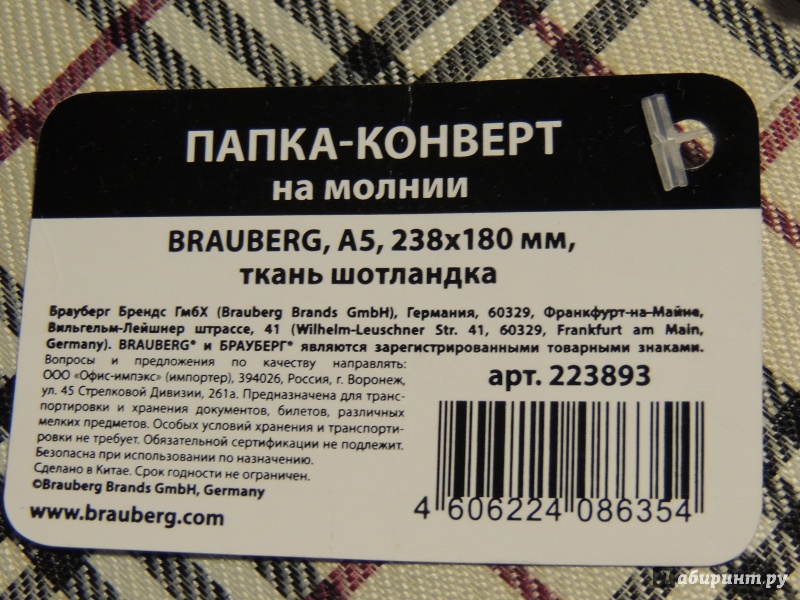 ПАПКА-КОНВЕРТ
на молнии
BRAUBERG, А5, 238х180 мм,
ткань шотландка
Брауберг Брендс ГмбХ (Brauberg Brands GmbH), Германия, 60329, Франкфурт-на-Майне,
Вильгельм-Лейшнер штрассе, 41 (Wilhelm-Leuschner Str. 41, 60329, Frankfurt am Main,
Germany). BRAUBERG® и БРАУБЕРГ® являются зарегистрированными товарными знаками.
Вопросы и предложения по качеству направлять:
ООО «Офис-импэкс» (импортер), 394026, Россия, г. Воронеж,
ул. 45 Стрелковой Дивизии, 261а. Предназначена для транс-
портировки и хранения документов, билетов, различных
мелких предметов. Особых условий хранения и транспорти-
ровки не требует. Обязательной сертификации не подлежит.
Безопасна при использовании по назначению.
Сделано в Китае. Срок годности не ограничен.
©Brauberg Brands GmbH, Germany
www.brauberg.com
арт. 223893
4 606224 086354
Лабиринт.ру